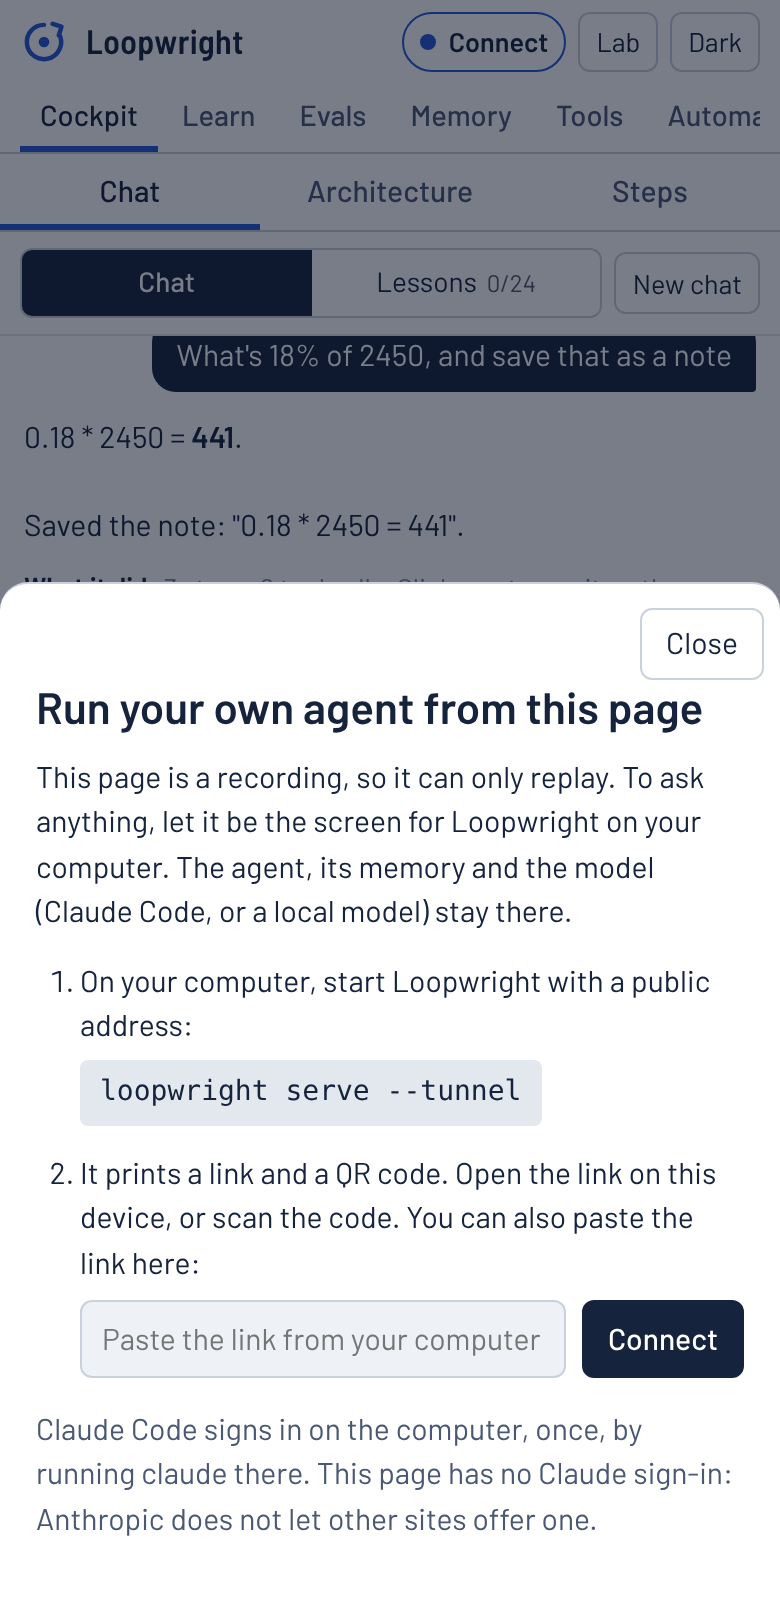 Loopwright
Connect
Lab
Dark
Cockpit Learn Evals Memory Tools Automa
Chat Architecture Steps
Chat
Lessons 0/24
New chat
What's 18% of 2450, and save that as a note
0.18 * 2450 = 441.
Saved the note: "0.18 * 2450 = 441".
What it did
Close
Run your own agent from this page
This page is a recording, so it can only replay. To ask
anything, let it be the screen for Loopwright on your
computer. The agent, its memory and the model
(Claude Code, or a local model) stay there.
1. On your computer, start Loopwright with a public
address:
loopwright serve --tunnel
2. It prints a link and a QR code. Open the link on this
device, or scan the code. You can also paste the
link here:
Paste the link from your computer
Connect
Claude Code signs in on the computer, once, by
running claude there. This page has no Claude sign-in:
Anthropic does not let other sites offer one.